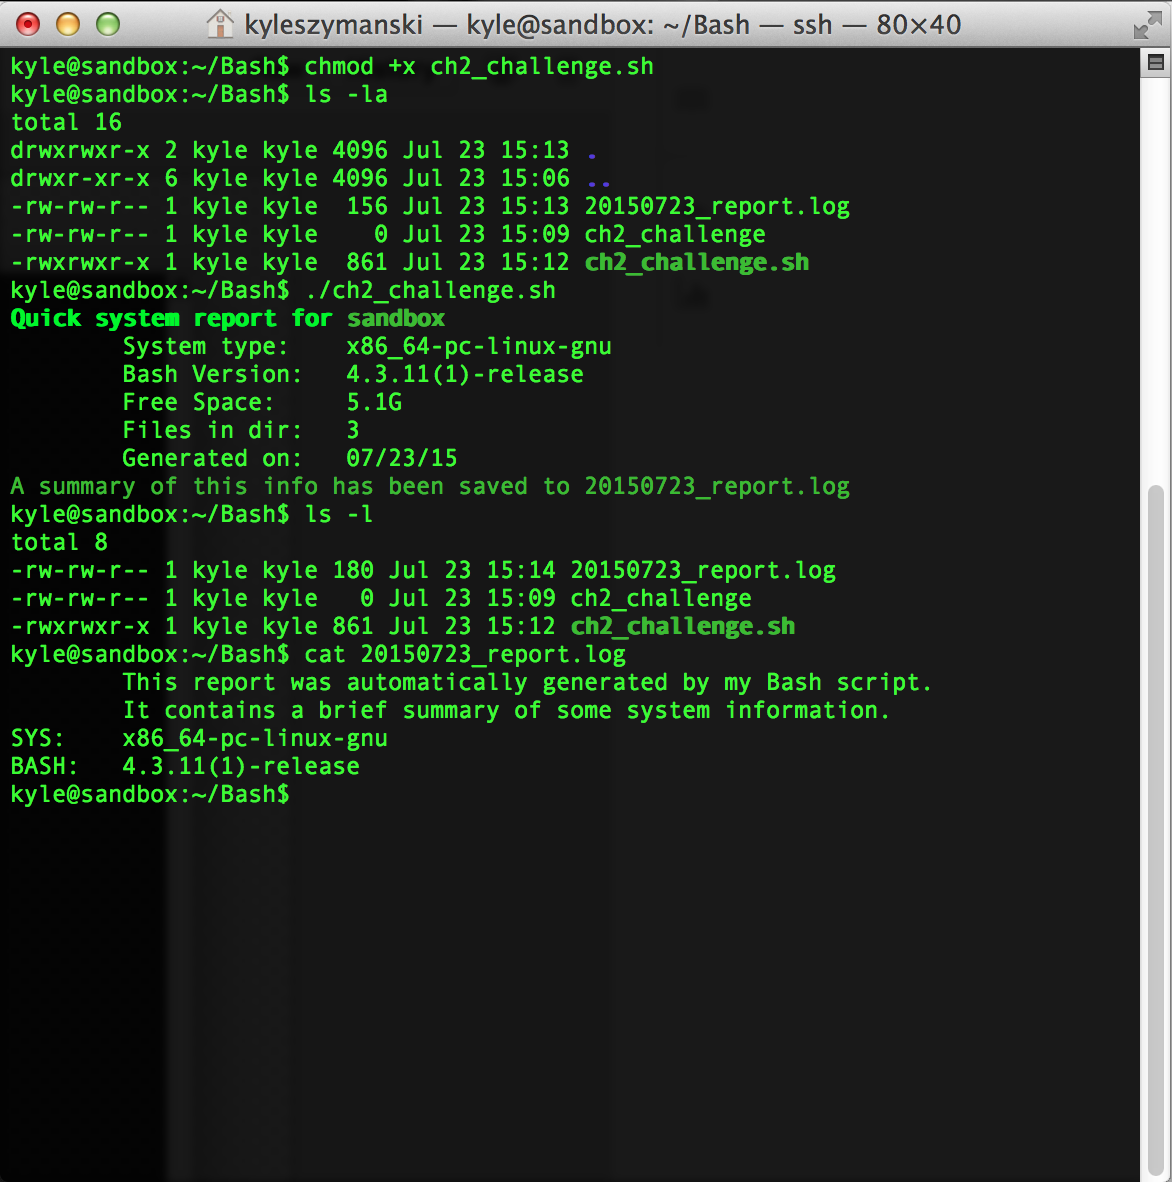 kyleszymanski — kyle@sandbox: ~/Bash — ssh — 80×40
kyle@sandbox:~/Bash$ chmod +x ch2_challenge.sh
kyle@sandbox:~/Bash$ ls -la
total 16
drwxrwxr-x 2 kyle kyle 4096 Jul 23 15:13 .
drwxr-xr-x 6 kyle kyle 4096 Jul 23 15:06 ..
-rw-rw-r-- 1 kyle kyle  156 Jul 23 15:13 20150723_report.log
-rw-rw-r-- 1 kyle kyle    0 Jul 23 15:09 ch2_challenge
-rwxrwxr-x 1 kyle kyle  861 Jul 23 15:12 ch2_challenge.sh
kyle@sandbox:~/Bash$ ./ch2_challenge.sh
Quick system report for sandbox
        System type:    x86_64-pc-linux-gnu
        Bash Version:   4.3.11(1)-release
        Free Space:     5.1G
        Files in dir:   3
        Generated on:   07/23/15
A summary of this info has been saved to 20150723_report.log
kyle@sandbox:~/Bash$ ls -l
total 8
-rw-rw-r-- 1 kyle kyle 180 Jul 23 15:14 20150723_report.log
-rw-rw-r-- 1 kyle kyle   0 Jul 23 15:09 ch2_challenge
-rwxrwxr-x 1 kyle kyle 861 Jul 23 15:12 ch2_challenge.sh
kyle@sandbox:~/Bash$ cat 20150723_report.log
        This report was automatically generated by my Bash script.
        It contains a brief summary of some system information.
SYS:    x86_64-pc-linux-gnu
BASH:   4.3.11(1)-release
kyle@sandbox:~/Bash$